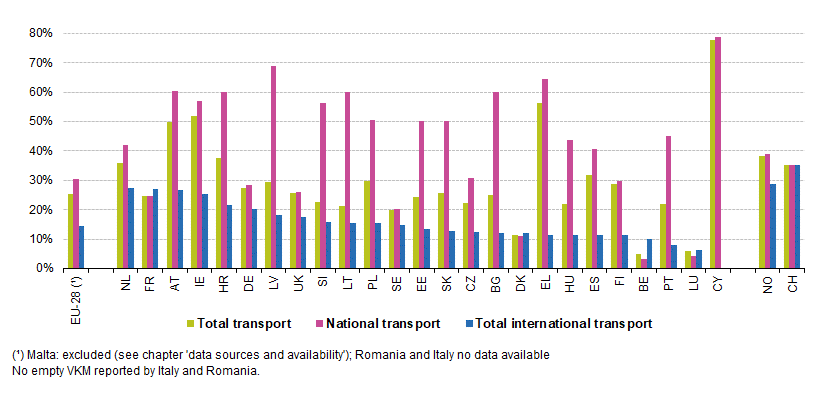 80%
70%
60%
50%
40%
30%
20%
10%
0%
EU-28 (¹)
NL
FR
AT
IE
HR
DE
LV
UK
SI
LT
PL
SE
EE
SK
CZ
BG
DK
EL
HU
ES
FI
BE
PT
LU
CY
NO
CH
Total transport National transport Total international transport
(¹) Malta: excluded (see chapter 'data sources and availability'); Romania and Italy no data available
No empty VKM reported by Italy and Romania.